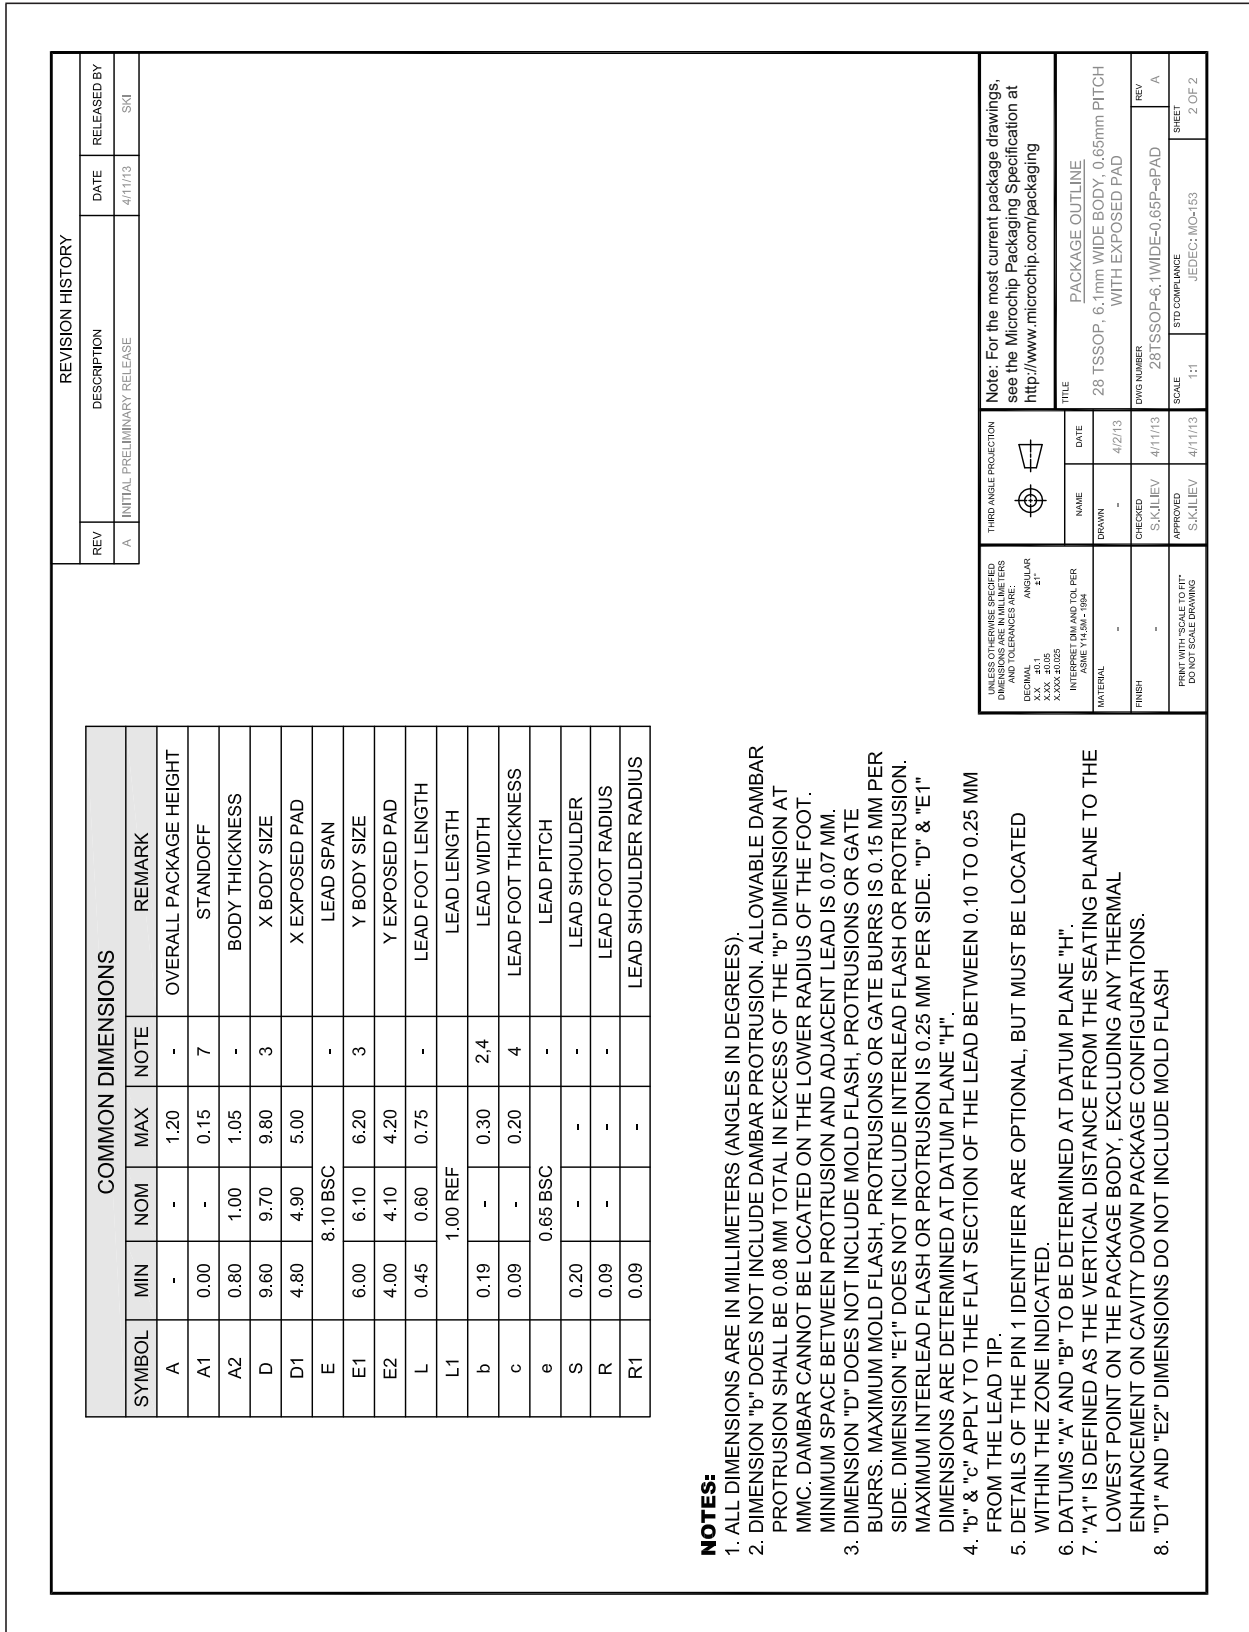 REVISION HISTORY
REV DESCRIPTION DATE RELEASED BY
A INITIAL PRELIMINARY RELEASE 4/11/13 SKI
COMMON DIMENSIONS
SYMBOL MIN NOM MAX NOTE REMARK
A - - 1.20 - OVERALL PACKAGE HEIGHT
A1 0.00 - 0.15 7 STANDOFF
A2 0.80 1.00 1.05 - BODY THICKNESS
D 9.60 9.70 9.80 3 X BODY SIZE
D1 4.80 4.90 5.00 X EXPOSED PAD
E 8.10 BSC - LEAD SPAN
E1 6.00 6.10 6.20 3 Y BODY SIZE
E2 4.00 4.10 4.20 Y EXPOSED PAD
L 0.45 0.60 0.75 - LEAD FOOT LENGTH
L1 1.00 REF LEAD LENGTH
b 0.19 - 0.30 2,4 LEAD WIDTH
c 0.09 - 0.20 4 LEAD FOOT THICKNESS
e 0.65 BSC - LEAD PITCH
S 0.20 - - - LEAD SHOULDER
R 0.09 - - - LEAD FOOT RADIUS
R1 0.09 - - LEAD SHOULDER RADIUS
NOTES:
1. ALL DIMENSIONS ARE IN MILLIMETERS (ANGLES IN DEGREES).
2. DIMENSION "b" DOES NOT INCLUDE DAMBAR PROTRUSION. ALLOWABLE DAMBAR
PROTRUSION SHALL BE 0.08 MM TOTAL IN EXCESS OF THE "b" DIMENSION AT
MMC. DAMBAR CANNOT BE LOCATED ON THE LOWER RADIUS OF THE FOOT.
MINIMUM SPACE BETWEEN PROTRUSION AND ADJACENT LEAD IS 0.07 MM.
3. DIMENSION "D" DOES NOT INCLUDE MOLD FLASH, PROTRUSIONS OR GATE
BURRS. MAXIMUM MOLD FLASH, PROTRUSIONS OR GATE BURRS IS 0.15 MM PER
SIDE. DIMENSION "E1" DOES NOT INCLUDE INTERLEAD FLASH OR PROTRUSION.
MAXIMUM INTERLEAD FLASH OR PROTRUSION IS 0.25 MM PER SIDE. "D" & "E1"
DIMENSIONS ARE DETERMINED AT DATUM PLANE "H".
4. "b" & "c" APPLY TO THE FLAT SECTION OF THE LEAD BETWEEN 0.10 TO 0.25 MM
FROM THE LEAD TIP.
5. DETAILS OF THE PIN 1 IDENTIFIER ARE OPTIONAL, BUT MUST BE LOCATED
WITHIN THE ZONE INDICATED.
6. DATUMS "A" AND "B" TO BE DETERMINED AT DATUM PLANE "H".
7. "A1" IS DEFINED AS THE VERTICAL DISTANCE FROM THE SEATING PLANE TO THE
LOWEST POINT ON THE PACKAGE BODY, EXCLUDING ANY THERMAL
ENHANCEMENT ON CAVITY DOWN PACKAGE CONFIGURATIONS.
8. "D1" AND "E2" DIMENSIONS DO NOT INCLUDE MOLD FLASH
UNLESS OTHERWISE SPECIFIED
DIMENSIONS ARE IN MILLIMETERS
AND TOLERANCES ARE:
DECIMAL ANGULAR
X.X ±0.1 ±1°
X.XX ±0.05
X.XXX ±0.025
INTERPRET DIM AND TOL PER
ASME Y14.5M - 1994
MATERIAL
-
FINISH
-
PRINT WITH "SCALE TO FIT"
DO NOT SCALE DRAWING
THIRD ANGLE PROJECTION
NAME DATE
DRAWN
- 4/2/13
CHECKED
S.K.ILIEV 4/11/13
APPROVED
S.K.ILIEV 4/11/13
Note: For the most current package drawings,
see the Microchip Packaging Specification at
http://www.microchip.com/packaging
TITLE
PACKAGE OUTLINE
28 TSSOP, 6.1mm WIDE BODY, 0.65mm PITCH
WITH EXPOSED PAD
DWG NUMBER
28TSSOP-6.1WIDE-0.65P-ePAD
REV
A
SCALE
1:1
STD COMPLIANCE
JEDEC: MO-153
SHEET
2 OF 2